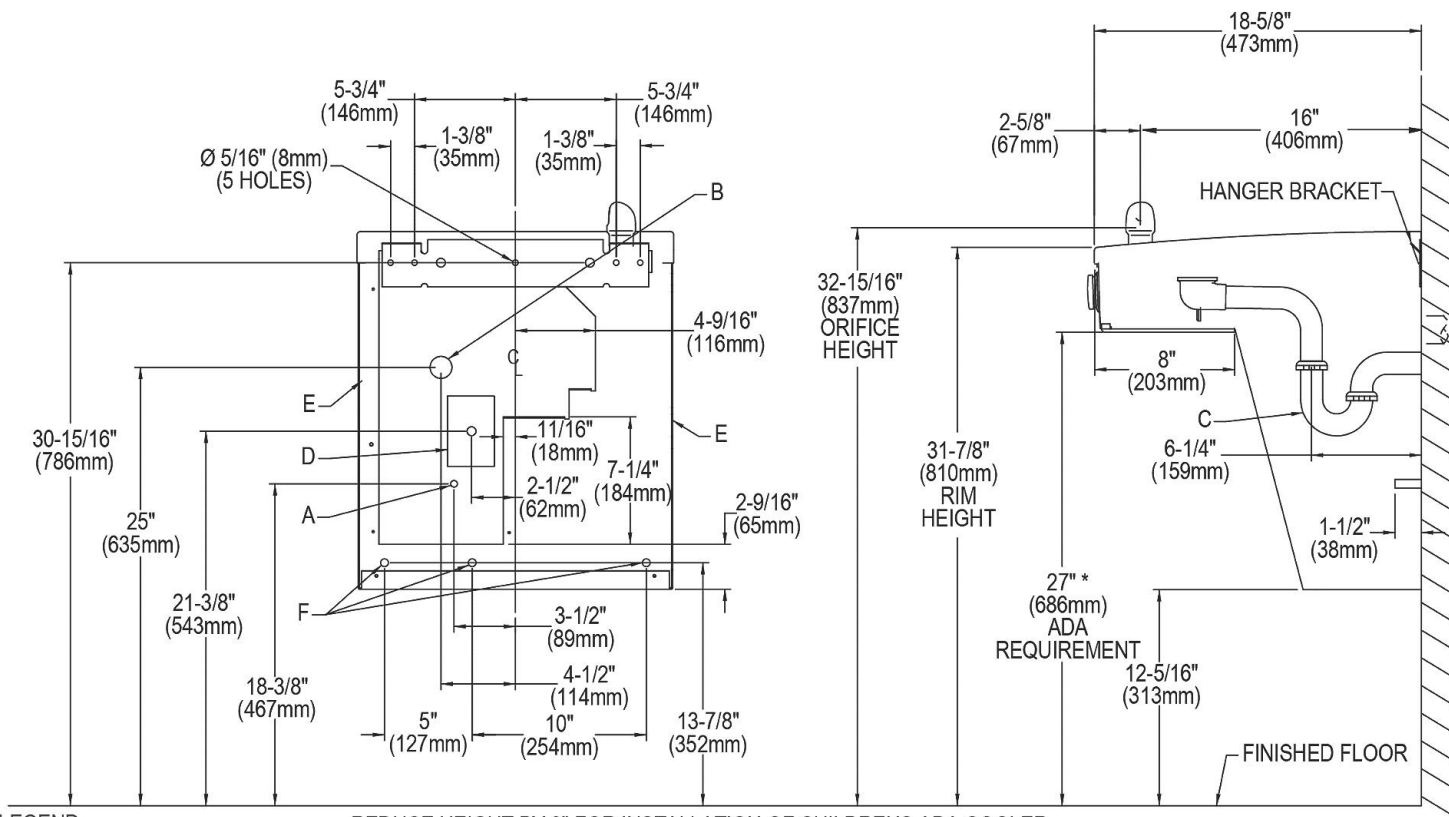 18-5/8"
(473mm)
5-3/4"
(146mm)
5-3/4"
(146mm)
1-3/8"
(35mm)
1-3/8"
(35mm)
2-5/8"
(67mm)
16"
(406mm)
Ø 5/16" (8mm)
(5 HOLES)
B
HANGER BRACKET
32-15/16"
(837mm)
ORIFICE
HEIGHT
4-9/16"
(116mm)
C
L
8"
(203mm)
E
C
30-15/16"
(786mm)
11/16"
(18mm)
E
D
31-7/8"
(810mm)
RIM
HEIGHT
6-1/4"
(159mm)
7-1/4"
(184mm)
2-1/2"
(62mm)
2-9/16"
(65mm)
A
25"
(635mm)
1-1/2"
(38mm)
27" *
(686mm)
ADA
REQUIREMENT
21-3/8"
(543mm)
F
3-1/2"
(89mm)
4-1/2"
(114mm)
12-5/16"
(313mm)
18-3/8"
(467mm)
5"
(127mm)
10"
(254mm)
13-7/8"
(352mm)
FINISHED FLOOR